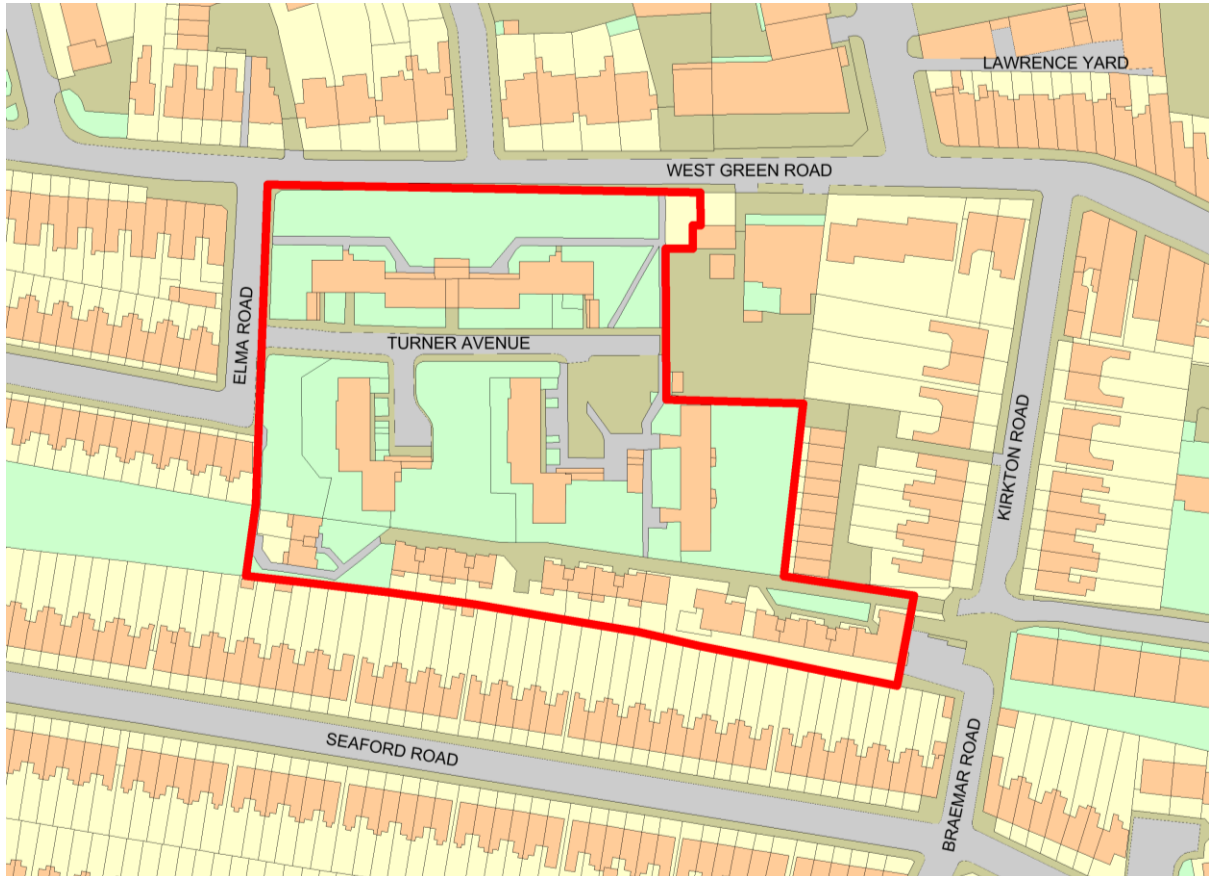 LAWRENCE YARD
WEST GREEN ROAD
ELMA ROAD
TURNER AVENUE
KIRKTON ROAD
SEAFORD ROAD
BRAEMAR ROAD